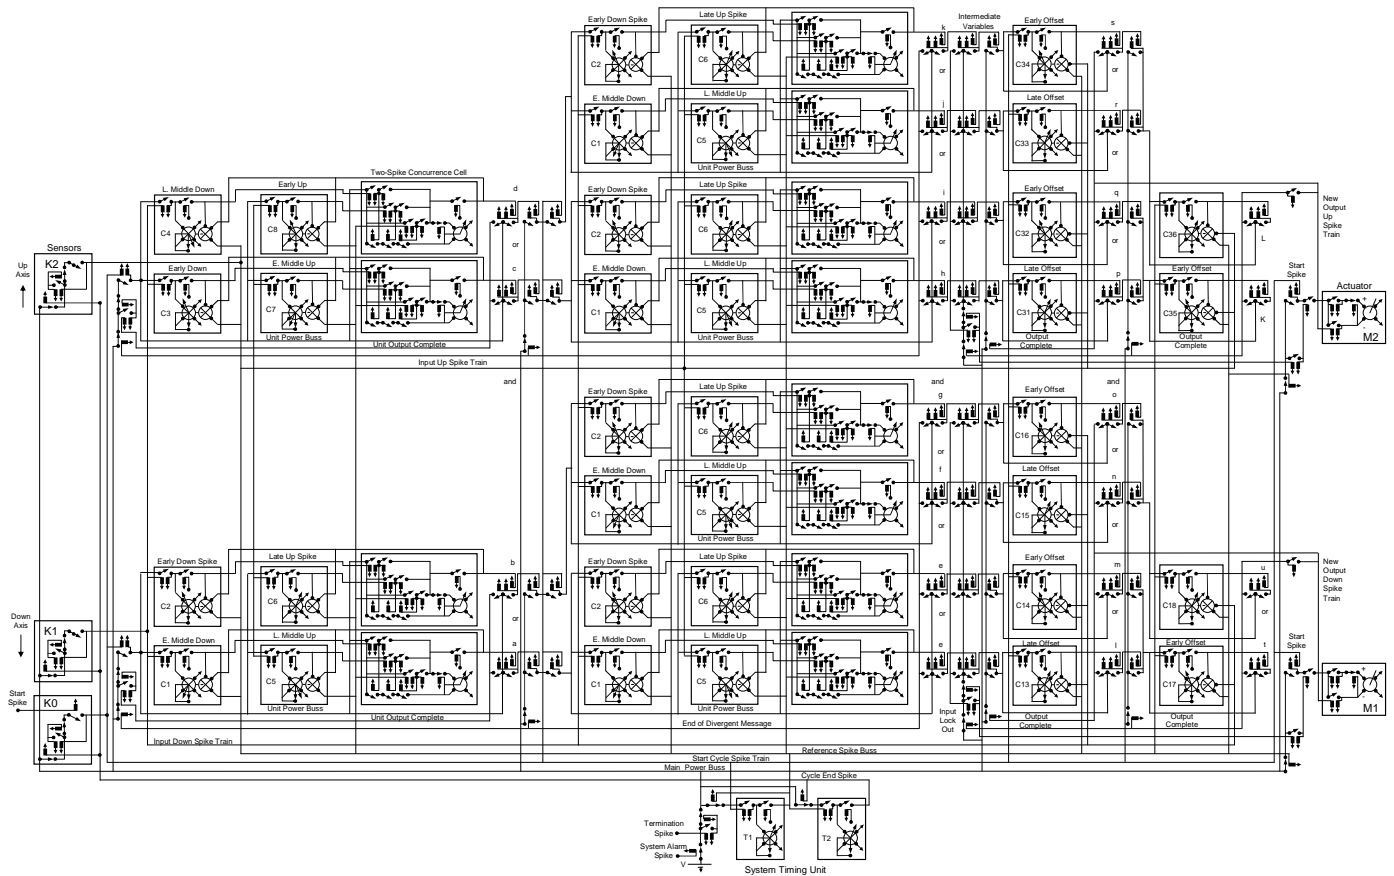 Early Down Spike
Late Up Spike
k
Intermediate
Variables
Early Offset
s
C2
C6
C34
or
or
E. Middle Down
L. Middle Up
j
Late Offset
r
C1
C5
C33
or
or
Unit Power Buss
Two-Spike Concurrence Cell
L. Middle Down
Early Up
d
Early Down Spike
Late Up Spike
i
Early Offset
q
C4
C8
or
C2
C6
or
C32
or
C36
L
New
Output
Up
Spike
Train
Sensors
K2
Up
Axis
Early Down
E. Middle Up
c
E. Middle Down
L. Middle Up
h
Late Offset
p
Early Offset
Start
Spike
C3
C7
C1
C5
C31
C35
K
Actuator
M2
+
-
Unit Power Buss
Unit Output Complete
Unit Power Buss
Output
Complete
Output
Complete
Input Up Spike Train
and
and
and
Early Down Spike
Late Up Spike
g
Early Offset
o
C2
C6
C16
or
or
E. Middle Down
L. Middle Up
f
Late Offset
n
C1
C5
C15
or
or
Unit Power Buss
Early Down Spike
Late Up Spike
b
Early Down Spike
Late Up Spike
e
Early Offset
m
u
C2
C6
or
C2
C6
or
C14
or
C18
or
New
Output
Down
Spike
Train
Down
Axis
K1
E. Middle Down
L. Middle Up
a
E. Middle Down
L. Middle Up
e
Late Offset
l
Early Offset
t
Start
Spike
C1
C5
C1
C5
C13
C17
+
-
M1
Start
Spike
K0
Unit Power Buss
Unit Output Complete
Unit Power Buss
End of Divergent Message
Input
Lock
Out
Output
Complete
Output
Complete
Input Down Spike Train
Reference Spike Buss
Start Cycle Spike Train
Main Power Buss
Cycle End Spike
Termination
Spike
System Alarm
Spike
V
T1
T2
System Timing Unit